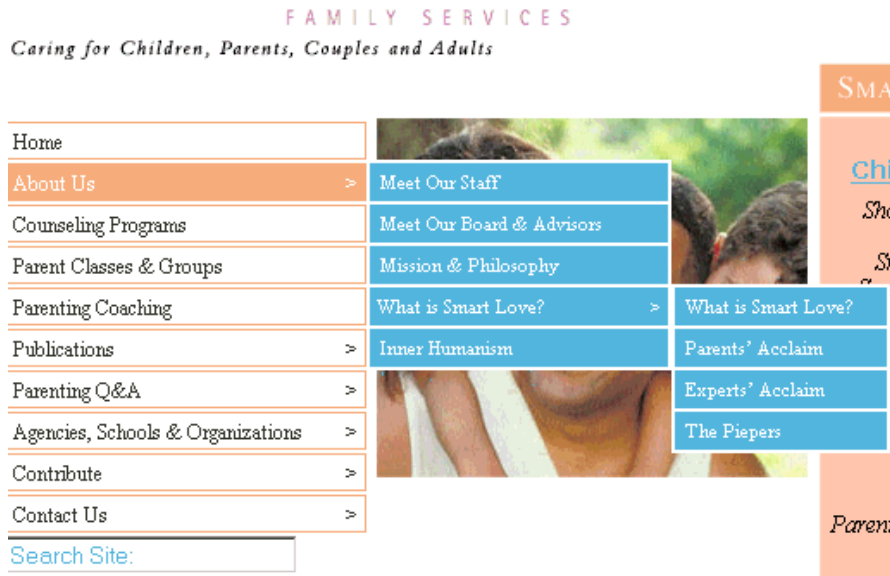 FAMILY SERVICES
Caring for Children, Parents, Couples and Adults
Home
About Us >
Counseling Programs
Parent Classes & Groups
Parenting Coaching
Publications >
Parenting Q&A >
Agencies, Schools & Organizations >
Contribute >
Contact Us >
Search Site:
Meet Our Staff
Meet Our Board & Advisors
Mission & Philosophy
What is Smart Love? >
Inner Humanism
What is Smart Love?
Parents' Acclaim
Experts' Acclaim
The Piepers